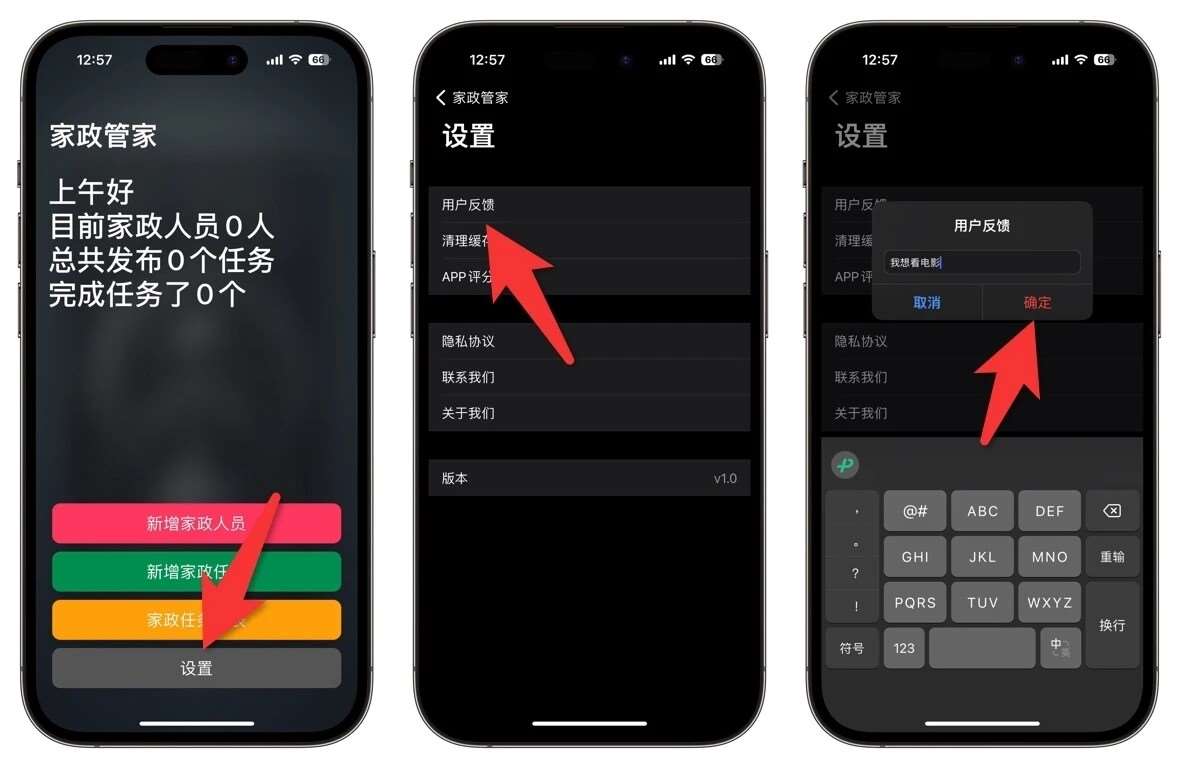 12:57
66
家政管家
上午好
目前家政人员0人
总共发布0个任务
完成任务了0个
新增家政人员
新增家政任
家政任
设置
12:57
66
家政管家
设置
用户反馈
清理缓存
APP评分
隐私协议
联系我们
关于我们
版本 v1.0
12:57
66
家政管家
设置
用户反馈
清理缓
APP评
用户反馈
我想看电影
取消 确定
隐私协议
联系我们
关于我们
， @# ABC DEF
。 GHI JKL MNO 重输
？
！ PQRS TUV WXYZ
换行
符号 123 中 英